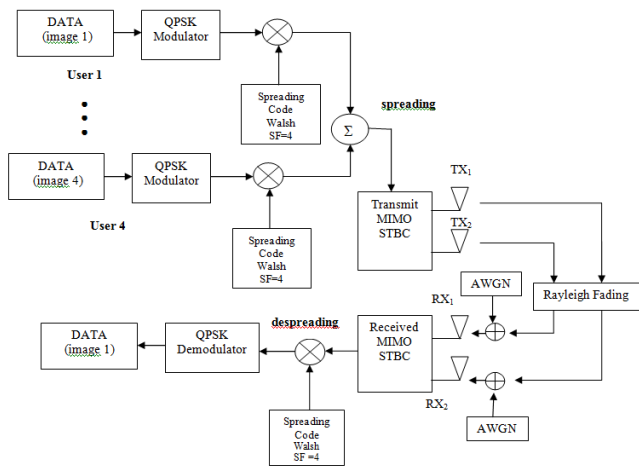 DATA
(image 1)
QPSK
Modulator
User 1
Spreading
Code
Walsh
SF=4
spreading
Σ
DATA
(image 4)
QPSK
Modulator
User 4
Spreading
Code
Walsh
SF=4
Transmit
MIMO
STBC
TX1
TX2
AWGN
Rayleigh Fading
RX1
despreading
DATA
(image 1)
QPSK
Demodulator
Received
MIMO
STBC
RX2
Spreading
Code
Walsh
SF =4
AWGN